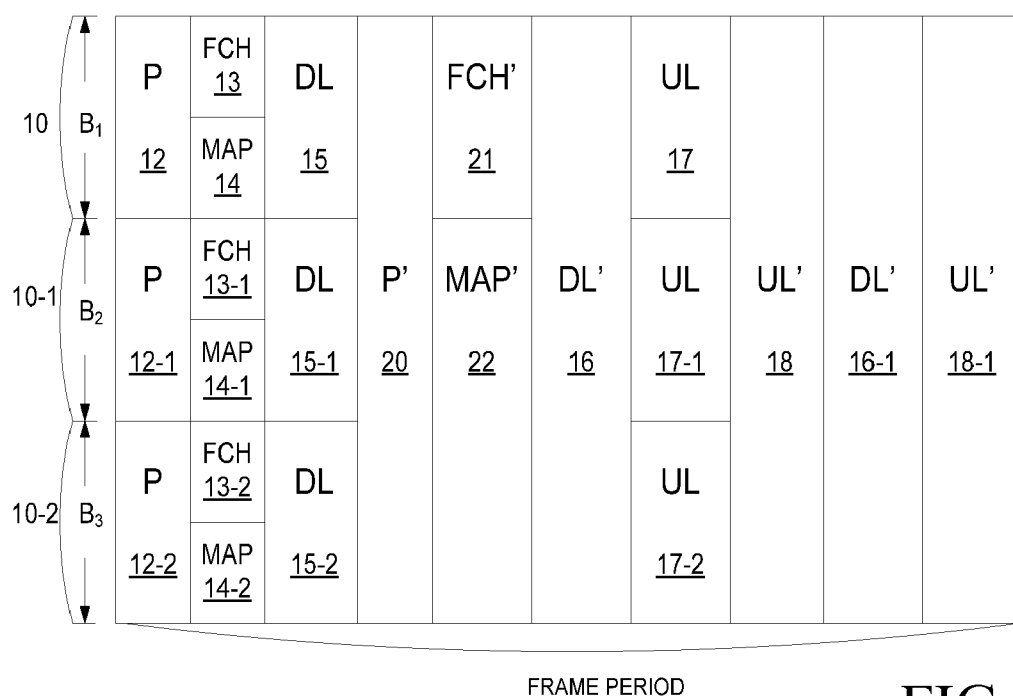 P
FCH
13
DL
FCH'
UL
10
B1
12
MAP
14
15
21
17
P
FCH
13-1
DL
P'
MAP'
DL'
UL
UL'
DL'
UL'
10-1
B2
12-1
MAP
14-1
15-1
20
22
16
17-1
18
16-1
18-1
P
FCH
13-2
DL
UL
10-2
B3
12-2
MAP
14-2
15-2
17-2
FRAME PERIOD